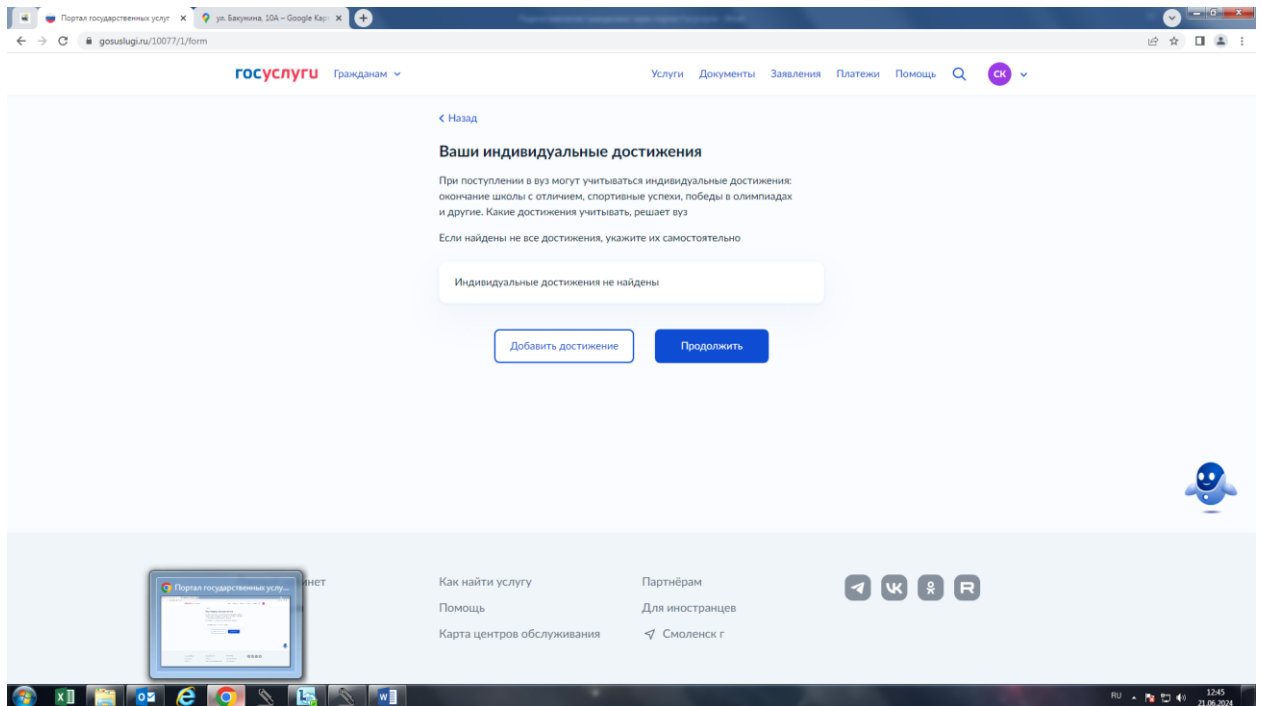 Портал государственных услуг
ул. Бакунина, 10А – Google Кар
gosuslugi.ru/10077/1/form
госуслуги Гражданам
Услуги Документы Заявления Платежи Помощь СК
Назад
Ваши индивидуальные достижения
При поступлении в вуз могут учитываться индивидуальные достижения:
окончание школы с отличием, спортивные успехи, победы в олимпиадах
и другие. Какие достижения учитывать, решает вуз
Если найдены не все достижения, укажите их самостоятельно
Индивидуальные достижения не найдены
Добавить достижение Продолжить
инет Как найти услугу Партнёрам
Портал государственных услу...
Помощь Для иностранцев
Карта центров обслуживания Смоленск г
RU 12:45
21.06.2024